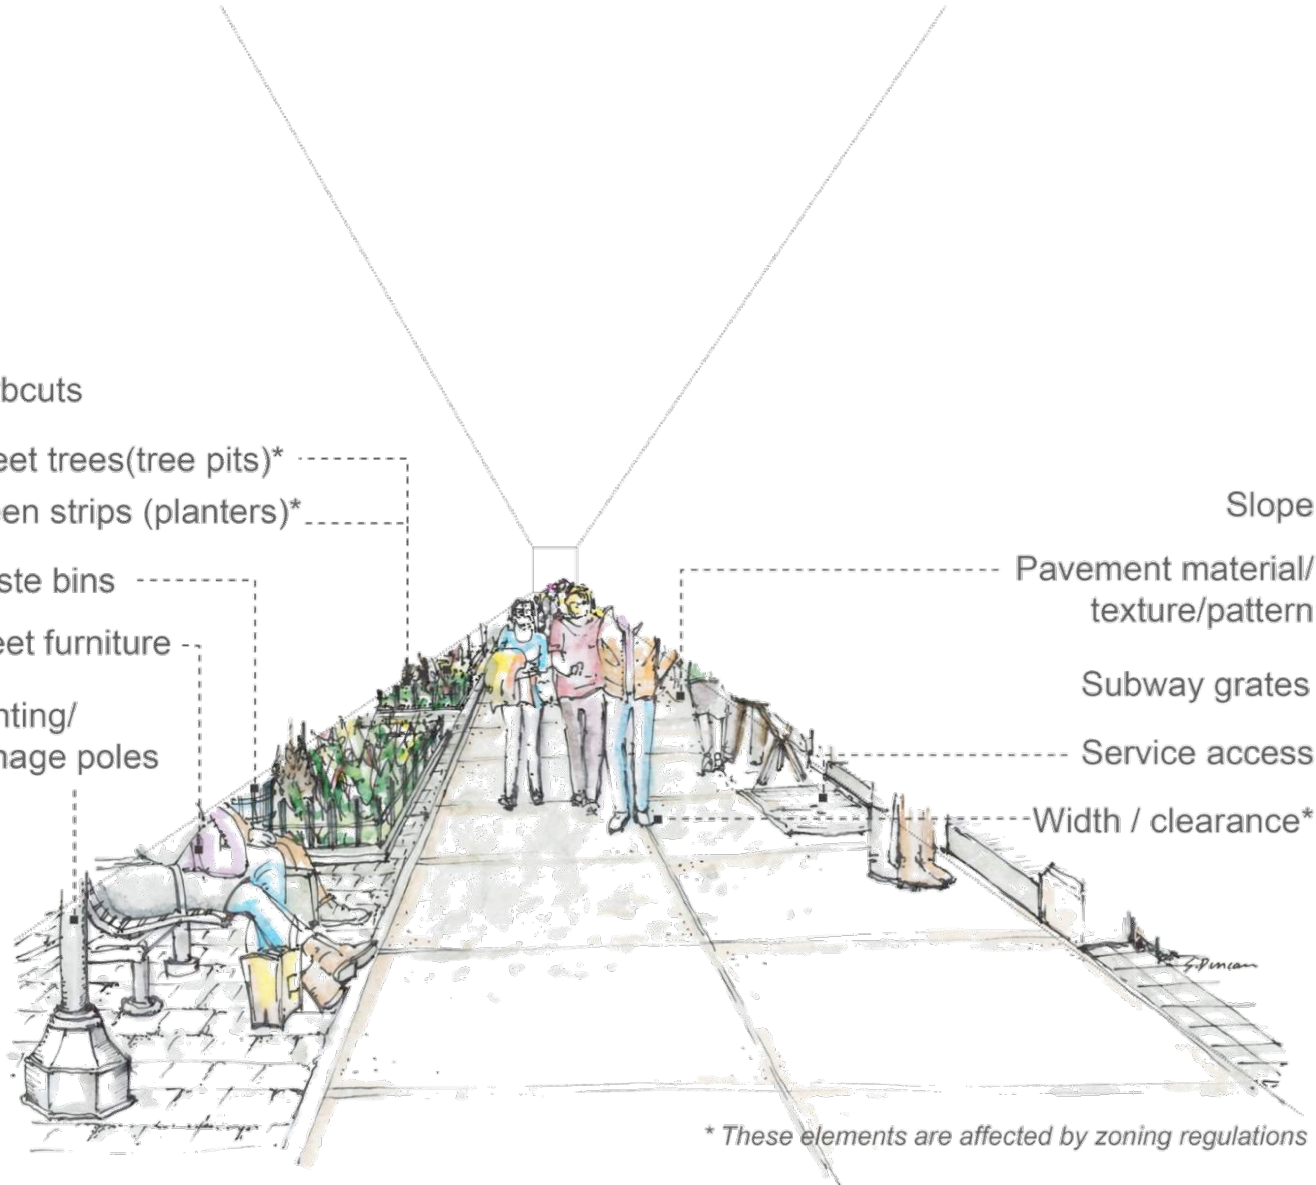 bcuts
eet trees(tree pits)*
en strips (planters)*
ste bins
eet furniture
nting/
nage poles
Slope
Pavement material/
texture/pattern
Subway grates
Service access
Width / clearance*
S.Duncan
* These elements are affected by zoning regulations